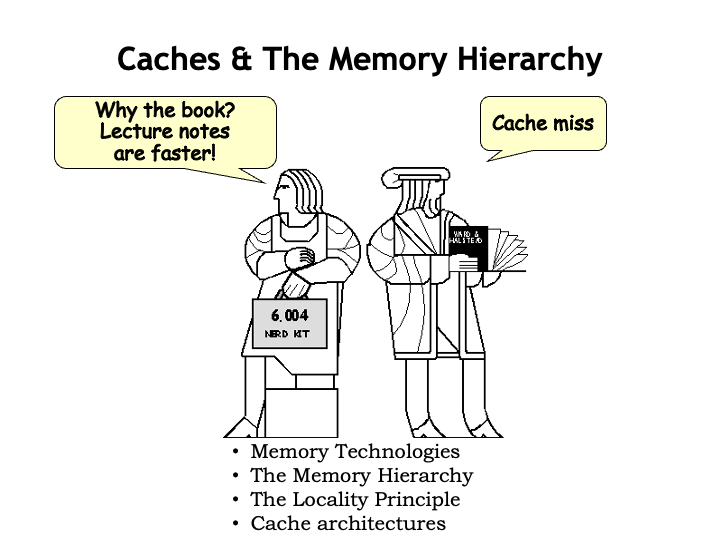 Caches & The Memory Hierarchy
Why the book?
Lecture notes
are faster!
Cache miss
WARD &
HALSTEAD
6.004
NERD KIT
• Memory Technologies
• The Memory Hierarchy
• The Locality Principle
• Cache architectures